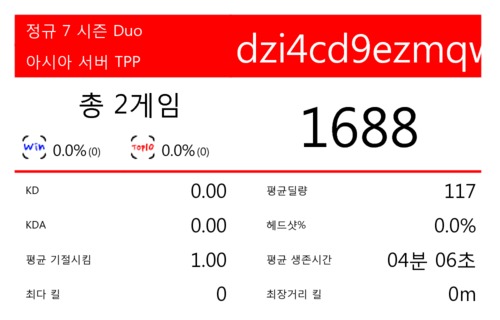 정규 7 시즌 Duo
아시아 서버 TPP
dzi4cd9ezmqw
총 2게임
1688
Win 0.0%(0) Top10 0.0%(0)
KD 0.00
평균딜량 117
KDA 0.00
헤드샷% 0.0%
평균 기절시킴 1.00
평균 생존시간 04분 06초
최다 킬 0
최장거리 킬 0m